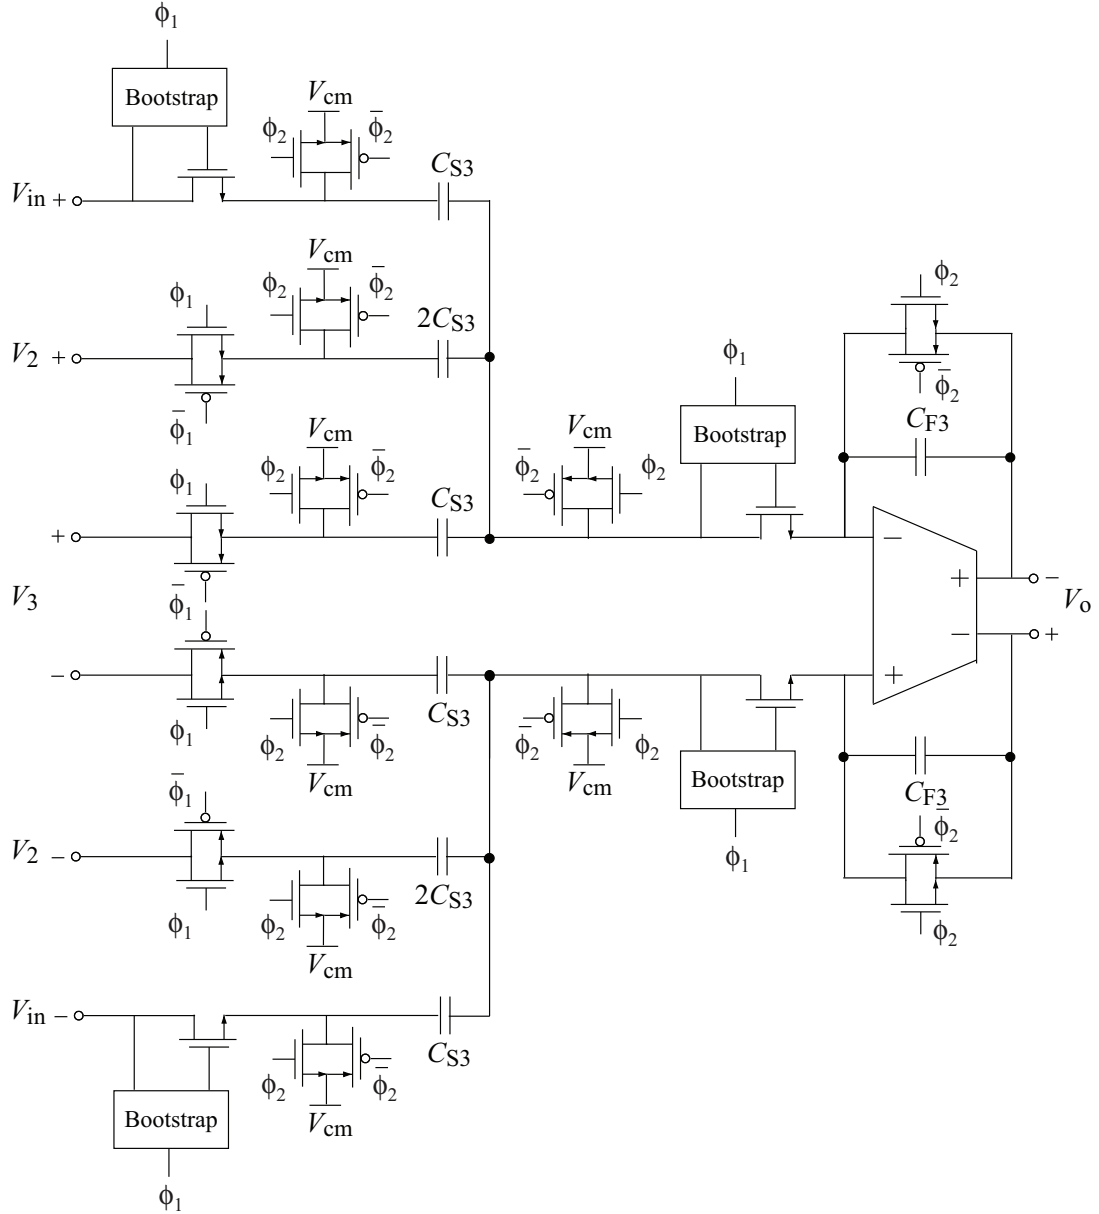 ϕ1
Bootstrap
Vcm
ϕ2 ϕ̅2
CS3
Vin +
Vcm
ϕ1 ϕ2 ϕ̅2
2CS3
V2 +
ϕ̅1
ϕ2
ϕ̅2
CF3
ϕ1
Bootstrap
Vcm Vcm
ϕ1 ϕ2 ϕ̅2 CS3 ϕ̅2 ϕ2
+ −
ϕ̅1
V3 + − Vo
− +
− CS3 +
ϕ1 ϕ2 ϕ̅2 ϕ̅2 ϕ2
Vcm Vcm
Bootstrap
ϕ1
CF3
ϕ̅2
ϕ2
ϕ̅1
V2 −
2CS3
ϕ1 ϕ2 ϕ̅2
Vcm
Vin −
CS3
ϕ2 ϕ̅2
Vcm
Bootstrap
ϕ1